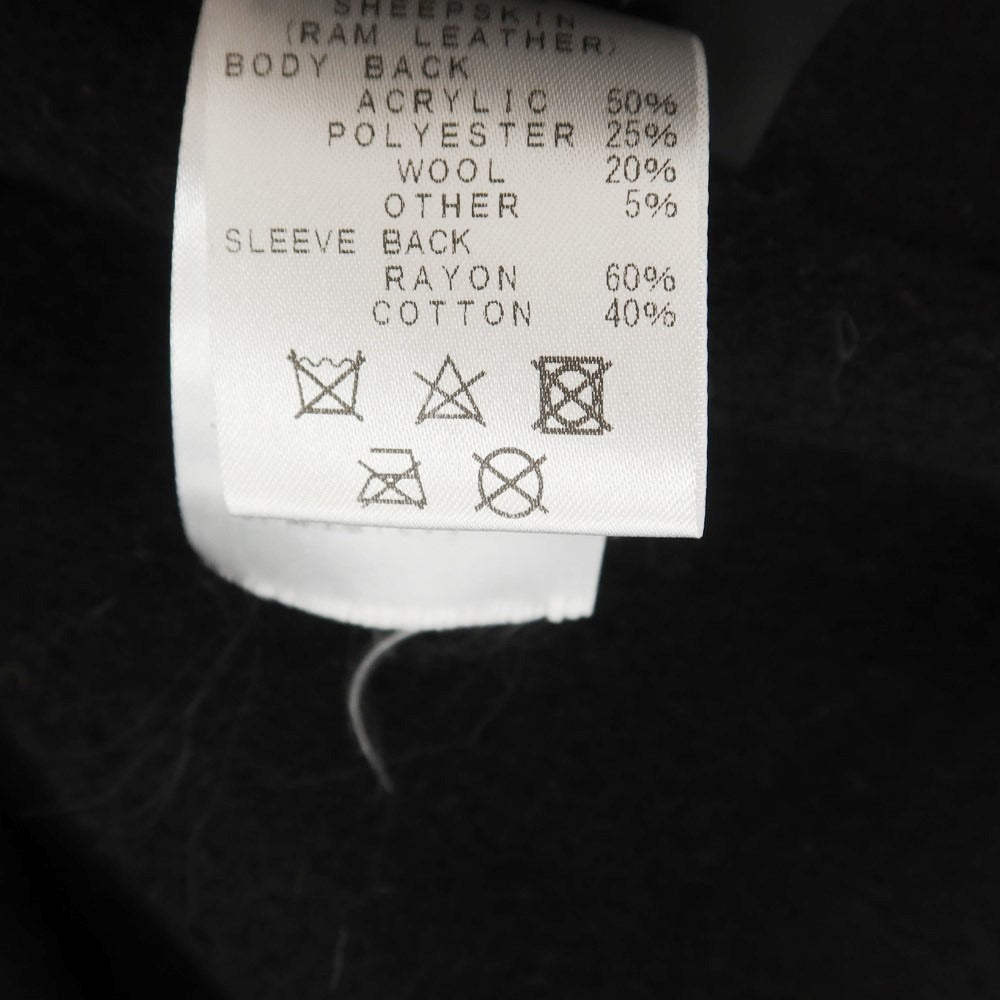 SHEEPSKIN
(RAM LEATHER)
BODY BACK
ACRYLIC 50%
POLYESTER 25%
WOOL 20%
OTHER 5%
SLEEVE BACK
RAYON 60%
COTTON 40%